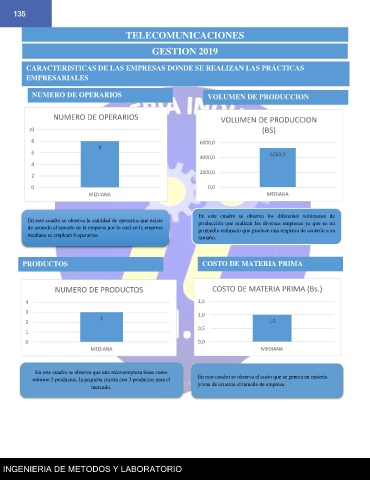 135
TELECOMUNICACIONES
GESTION 2019
CARACTERISTICAS DE LAS EMPRESAS DONDE SE REALIZAN LAS PRÁCTICAS
EMPRESARIALES
NUMERO DE OPERARIOS
VOLUMEN DE PRODUCCION
NUMERO DE OPERARIOS
10
8
6
4
2
0
8
MEDIANA
VOLUMEN DE PRODUCCION
(BS)
6000,0
4000,0
2000,0
0,0
MEDIANA
En este cuadro se observa la cantidad de operarios que existe
de acuerdo al tamaño de la empresa por lo cual en la empresa
mediana se emplean 8 operarios.
En este cuadro se observa los diferentes volúmenes de
producción que realizan las diversas empresas ya que es un
promedio estimado que produce una empresa de acuerdo a su
tamaño.
PRODUCTOS
COSTO DE MATERIA PRIMA
NUMERO DE PRODUCTOS
4
3
2
1
0
3
MEDIANA
COSTO DE MATERIA PRIMA (Bs.)
1,5
1,0
0,5
0,0
1,0
MEDIANA
En este cuadro se observa que una microempresa tiene como
mínimo 5 productos, la pequeña cuenta con 3 productos para el
mercado.
En este cuadro se observa el costo que se genera en materia
prima de acuerdo al tamaño de empresa
INGENIERIA DE METODOS Y LABORATORIO